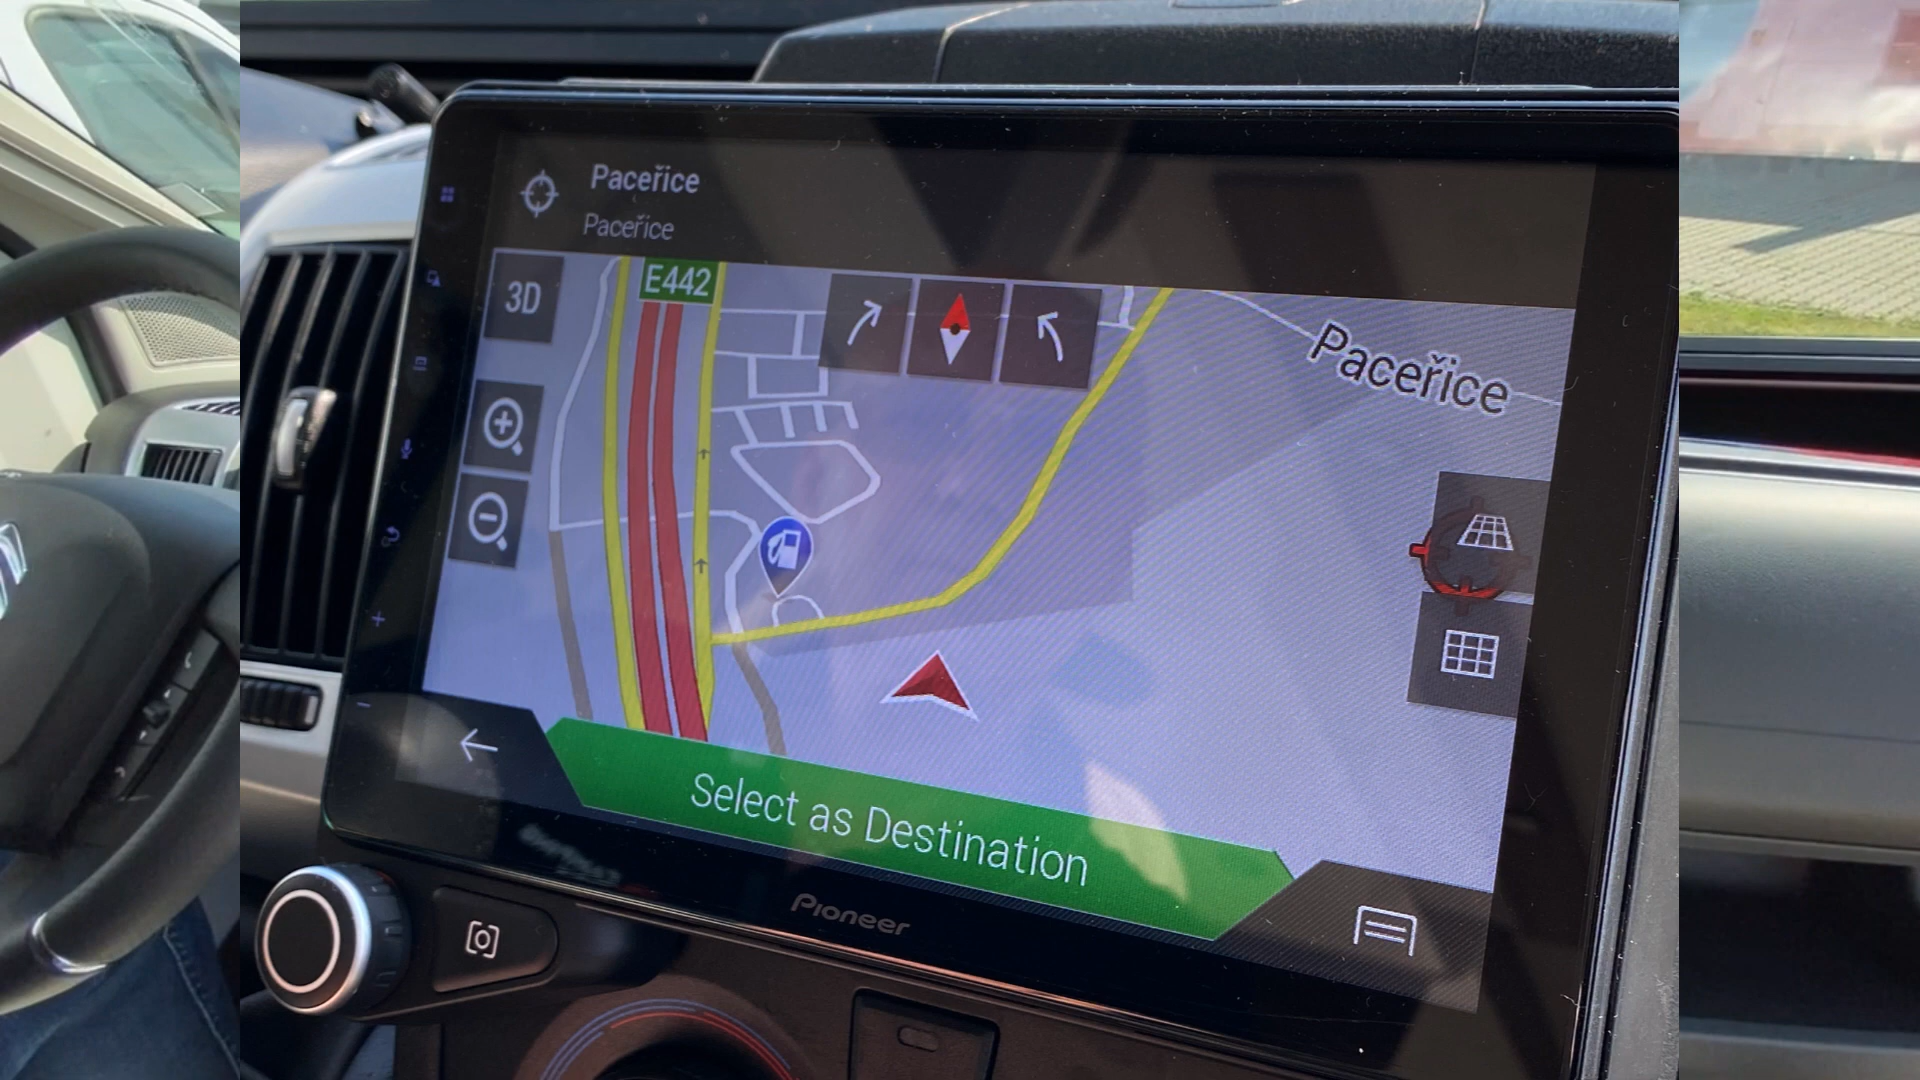 Paceřice
Paceřice
3D
E442
Paceřice
Select as Destination
Pioneer